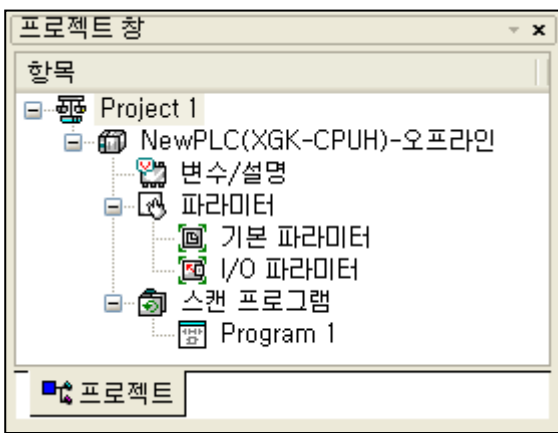 프로젝트 창
항목
Project 1
NewPLC(XGK-CPUH)-오프라인
변수/설명
파라미터
기본 파라미터
I/O 파라미터
스캔 프로그램
Program 1
프로젝트